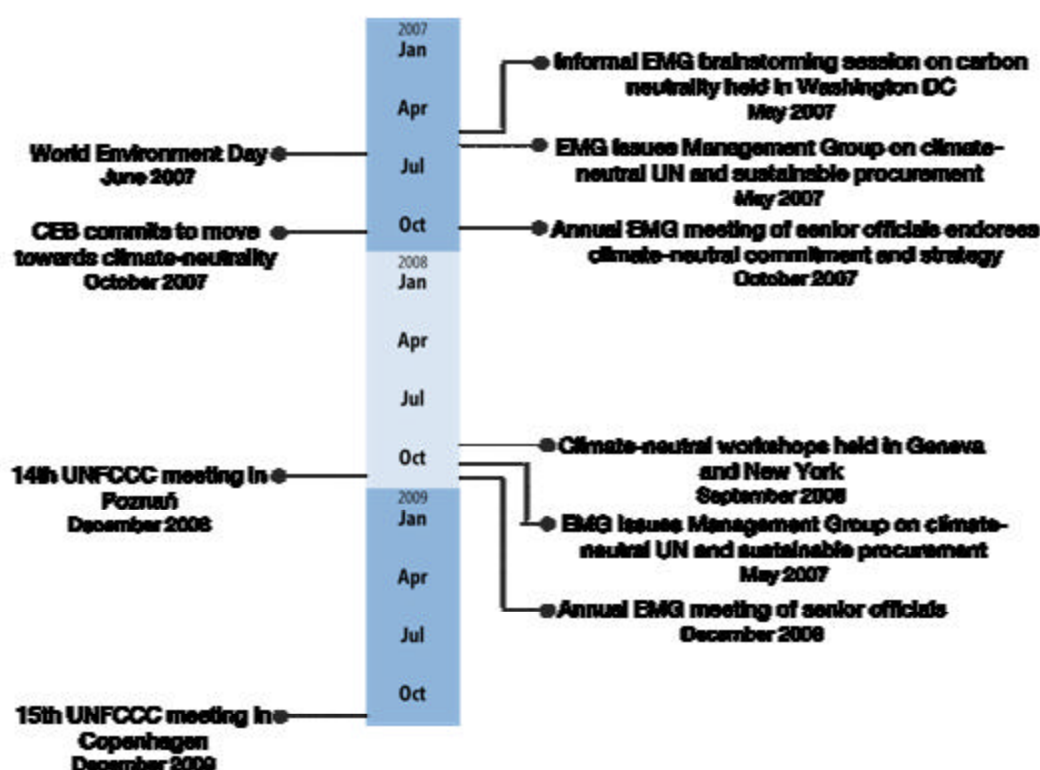 2007
Jan
Apr
Jul
Oct
2008
Jan
Apr
Jul
Oct
2009
Jan
Apr
Jul
Oct
World Environment Day
June 2007
CEB commits to move
towards climate-neutrality
October 2007
14th UNFCCC meeting in
Poznań
December 2008
15th UNFCCC meeting in
Copenhagen
December 2009
Informal EMG brainstorming session on carbon
neutrality held in Washington DC
May 2007
EMG Issues Management Group on climate-
neutral UN and sustainable procurement
May 2007
Annual EMG meeting of senior officials endorses
climate-neutral commitment and strategy
October 2007
Climate-neutral workshops held in Geneva
and New York
September 2008
EMG Issues Management Group on climate-
neutral UN and sustainable procurement
May 2007
Annual EMG meeting of senior officials
December 2008